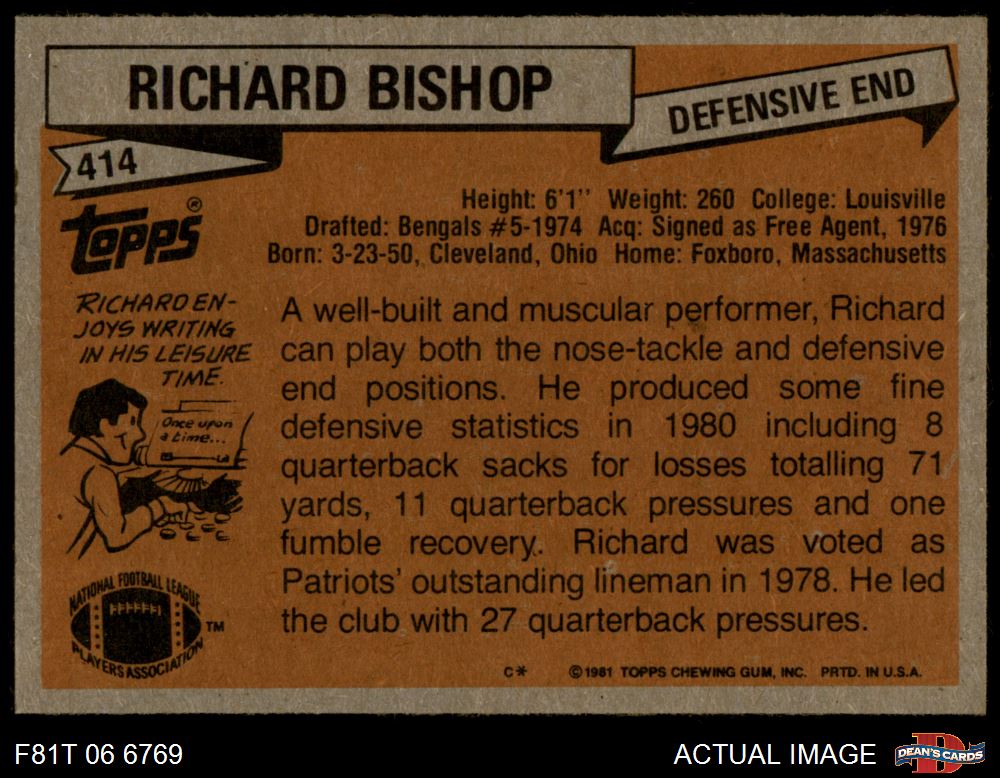 RICHARD BISHOP
DEFENSIVE END
414
TOPPS®
Height: 6'1'' Weight: 260 College: Louisville
Drafted: Bengals #5-1974 Acq: Signed as Free Agent, 1976
Born: 3-23-50, Cleveland, Ohio Home: Foxboro, Massachusetts
RICHARD EN-
JOYS WRITING
IN HIS LEISURE
TIME.
Once upon
a time...
A well-built and muscular performer, Richard
can play both the nose-tackle and defensive
end positions. He produced some fine
defensive statistics in 1980 including 8
quarterback sacks for losses totalling 71
yards, 11 quarterback pressures and one
fumble recovery. Richard was voted as
Patriots' outstanding lineman in 1978. He led
the club with 27 quarterback pressures.
NATIONAL FOOTBALL LEAGUE
PLAYERS ASSOCIATION
TM
C* ©1981 TOPPS CHEWING GUM, INC. PRTD. IN U.S.A.
F81T 06 6769
ACTUAL IMAGE
D
DEAN'S CARDS